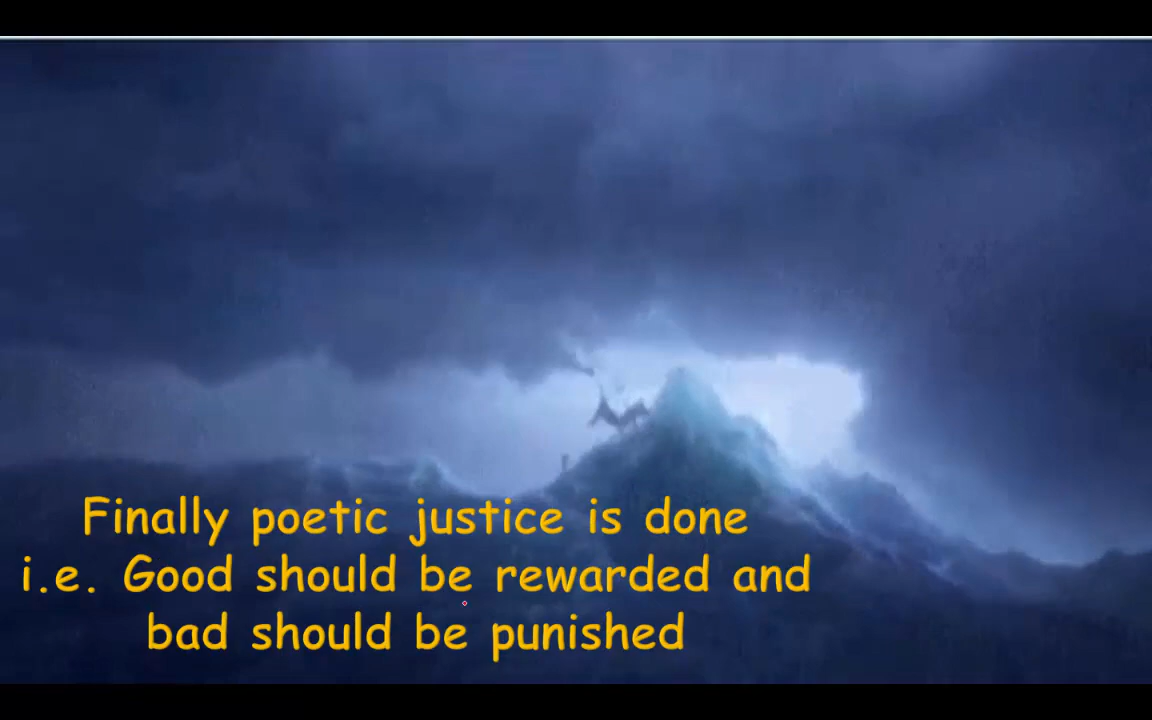 Finally poetic justice is done
i.e. Good should be rewarded and
bad should be punished